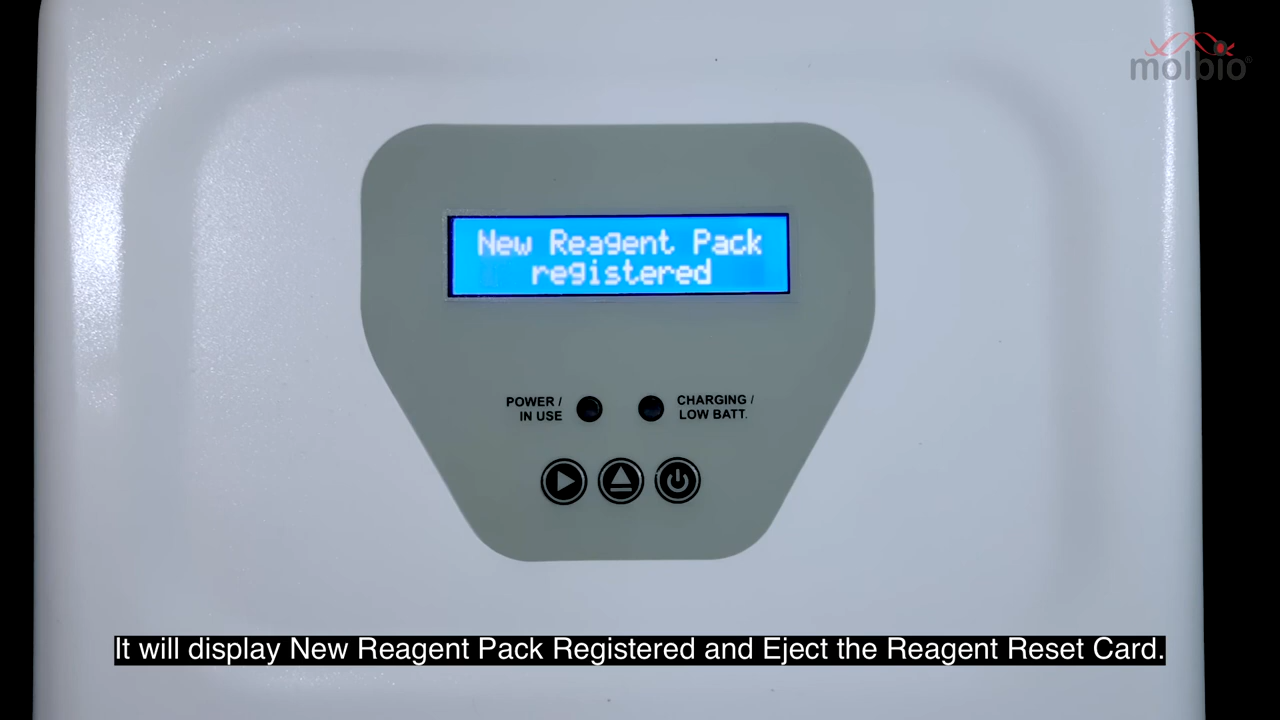 molbio®
New Reagent Pack
registered
POWER /
IN USE
CHARGING /
LOW BATT.
It will display New Reagent Pack Registered and Eject the Reagent Reset Card.